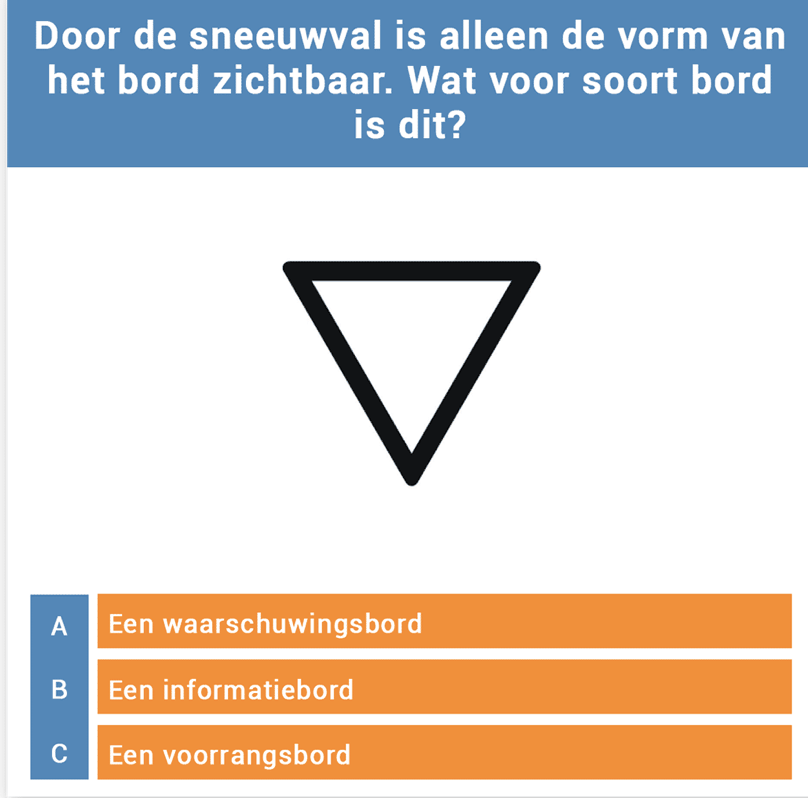 Door de sneeuwval is alleen de vorm van
het bord zichtbaar. Wat voor soort bord
is dit?
A Een waarschuwingsbord
B Een informatiebord
C Een voorrangsbord